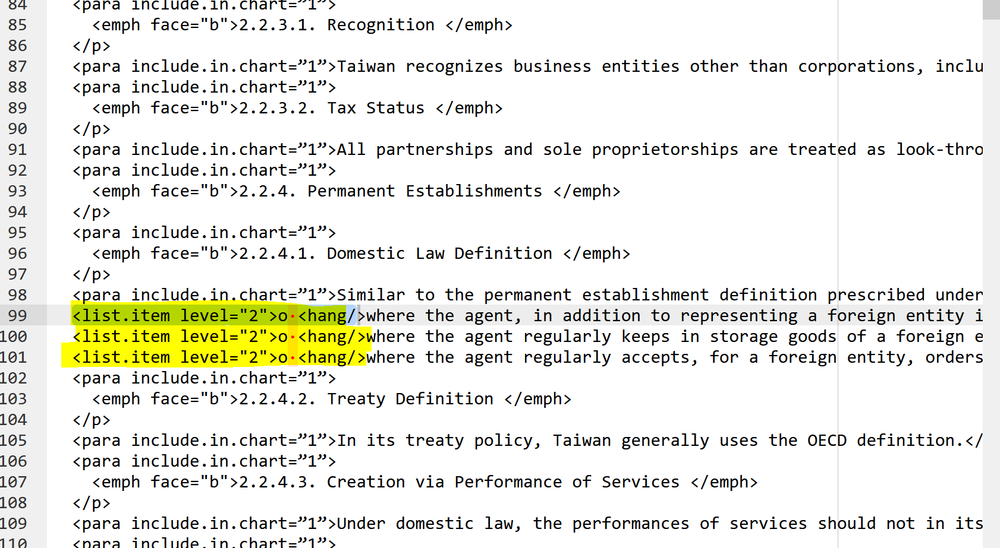 84 <para include.in.chart=”1”>
85 <emph face="b">2.2.3.1. Recognition </emph>
86 </p>
87 <para include.in.chart=”1”>Taiwan recognizes business entities other than corporations, inclu
88 <para include.in.chart=”1”>
89 <emph face="b">2.2.3.2. Tax Status </emph>
90 </p>
91 <para include.in.chart=”1”>All partnerships and sole proprietorships are treated as look-thro
92 <para include.in.chart=”1”>
93 <emph face="b">2.2.4. Permanent Establishments </emph>
94 </p>
95 <para include.in.chart=”1”>
96 <emph face="b">2.2.4.1. Domestic Law Definition </emph>
97 </p>
98 <para include.in.chart=”1”>Similar to the permanent establishment definition prescribed under
99 <list.item level="2">o·<hang/>where the agent, in addition to representing a foreign entity i
100 <list.item level="2">o·<hang/>where the agent regularly keeps in storage goods of a foreign e
101 <list.item level="2">o·<hang/>where the agent regularly accepts, for a foreign entity, orders
102 <para include.in.chart=”1”>
103 <emph face="b">2.2.4.2. Treaty Definition </emph>
104 </p>
105 <para include.in.chart=”1”>In its treaty policy, Taiwan generally uses the OECD definition.</
106 <para include.in.chart=”1”>
107 <emph face="b">2.2.4.3. Creation via Performance of Services </emph>
108 </p>
109 <para include.in.chart=”1”>Under domestic law, the performances of services should not in its
110 <para include.in.chart=”1”>